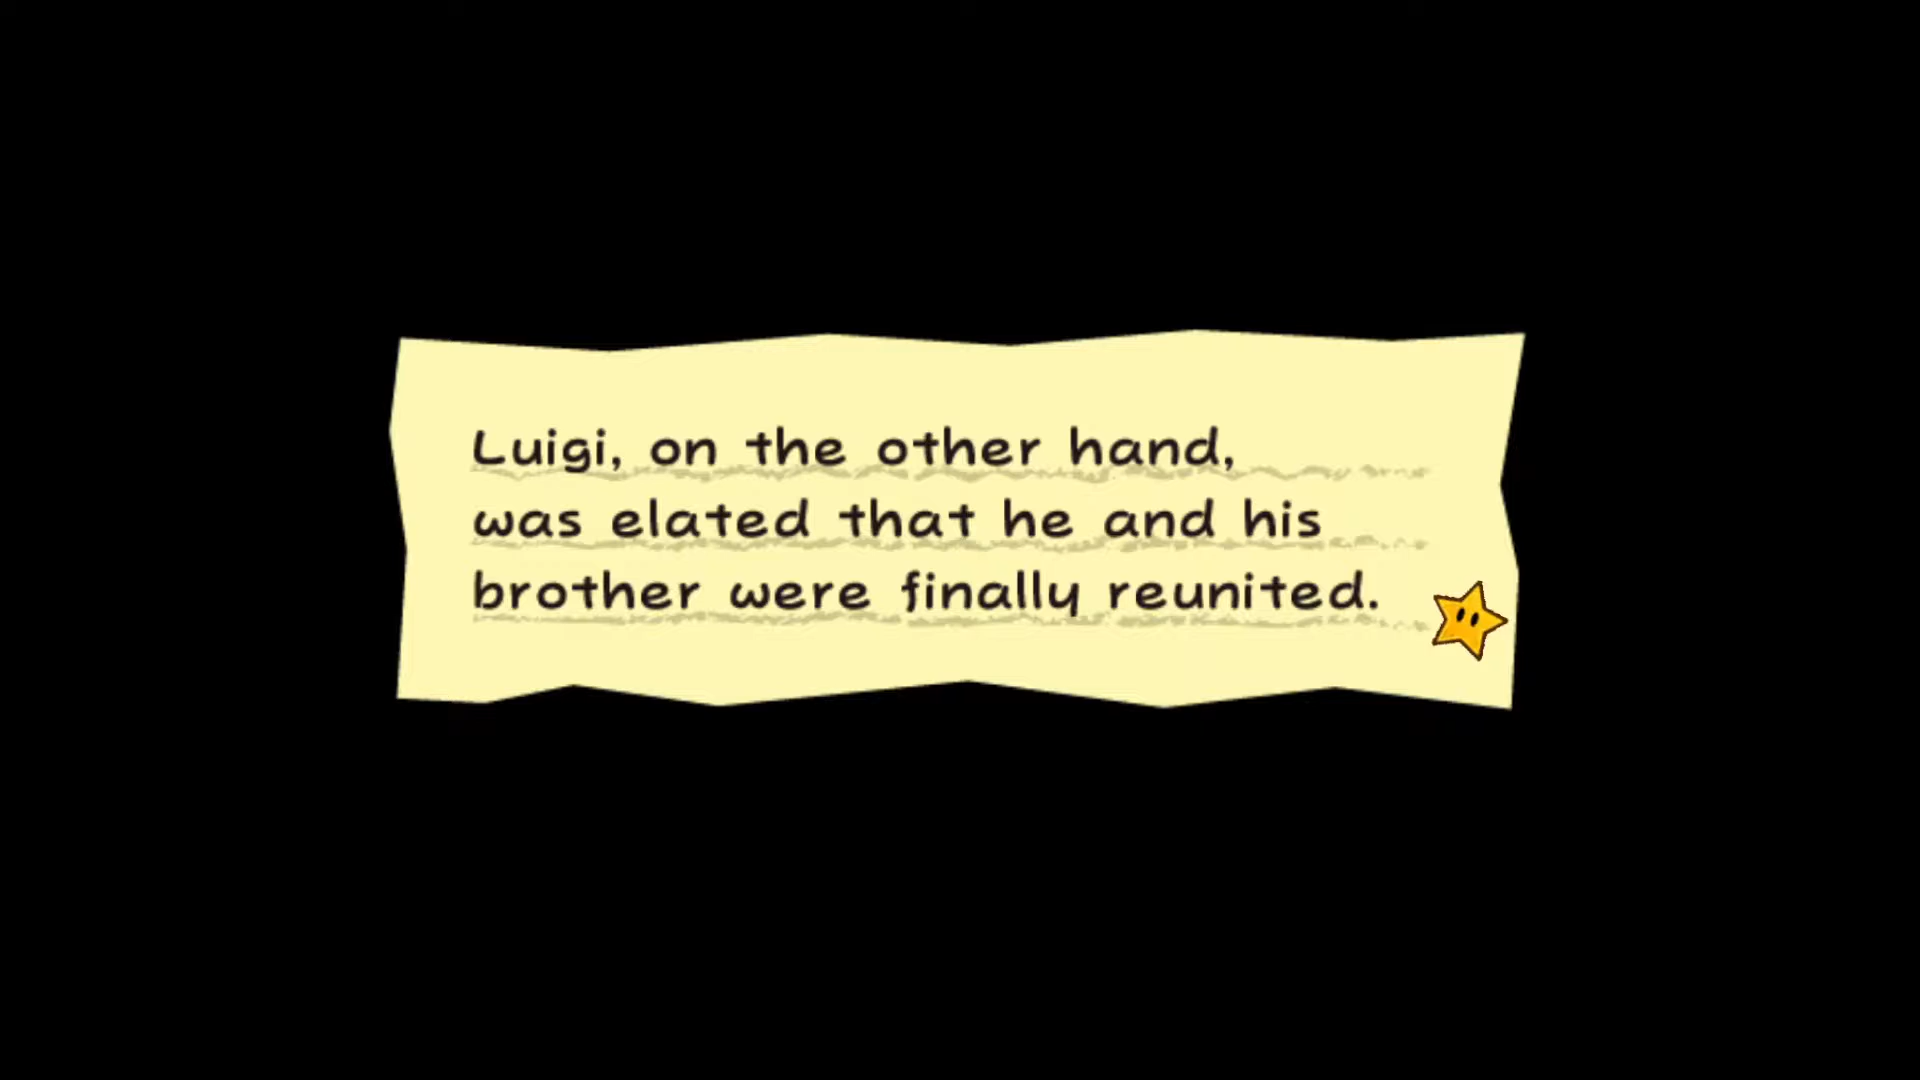 Luigi, on the other hand,
was elated that he and his
brother were finally reunited.